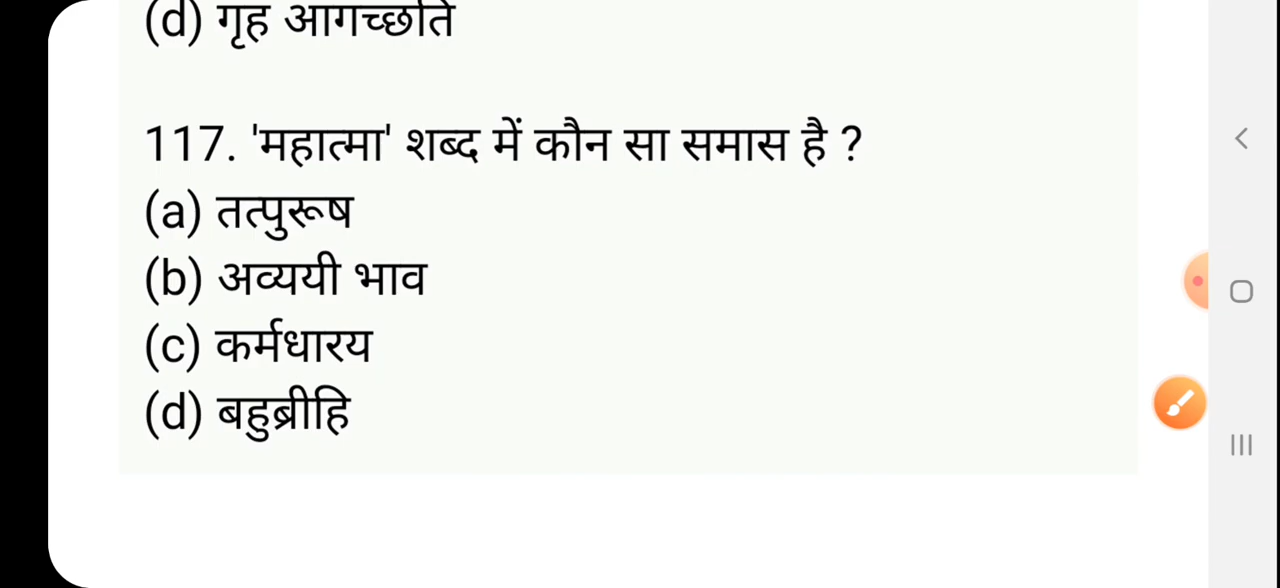 (d) गृह आगच्छति
117. 'महात्मा' शब्द में कौन सा समास है ?
(a) तत्पुरूष
(b) अव्ययी भाव
(c) कर्मधारय
(d) बहुब्रीहि